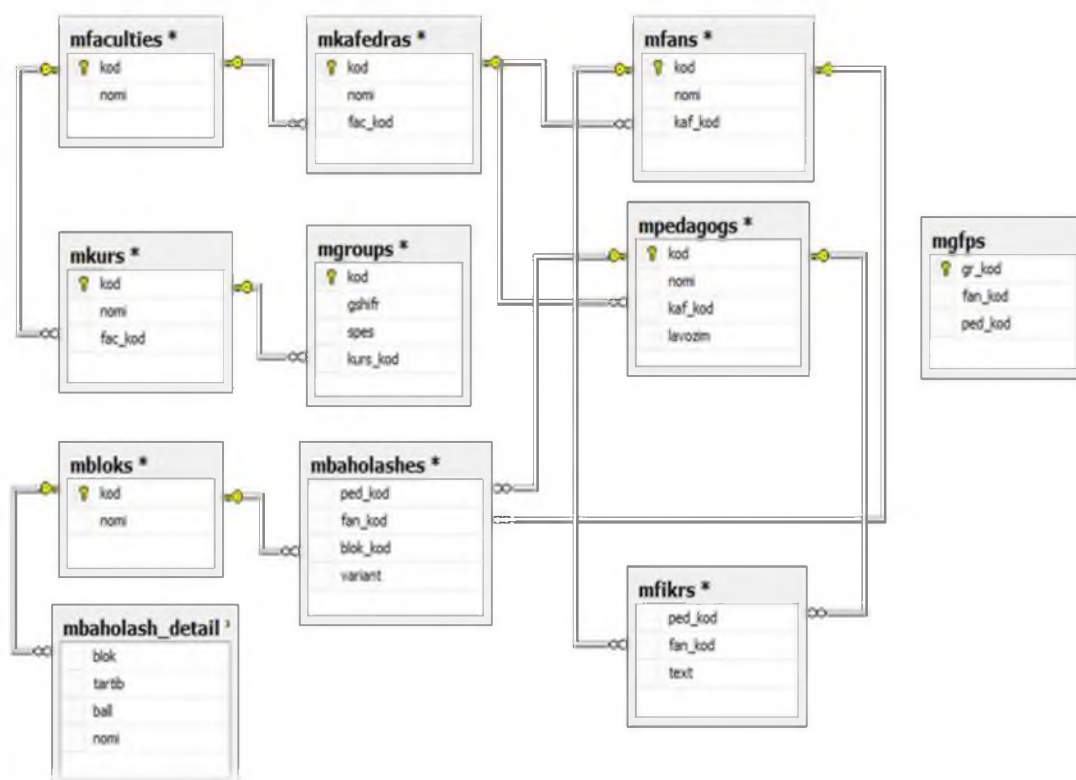 mfaculties *
kod
nomi
mkafedras *
kod
nomi
fac_kod
mfans *
kod
nomi
kaf_kod
mkurs *
kod
nomi
fac_kod
mgroups *
kod
gshifr
spes
kurs_kod
mpedagogs *
kod
nomi
kaf_kod
lavozim
mgfps
gr_kod
fan_kod
ped_kod
mbloks *
kod
nomi
mbaholashes *
ped_kod
fan_kod
blok_kod
variant
mbaholash_detail *
blok
tartib
ball
nomi
mfikrs *
ped_kod
fan_kod
text